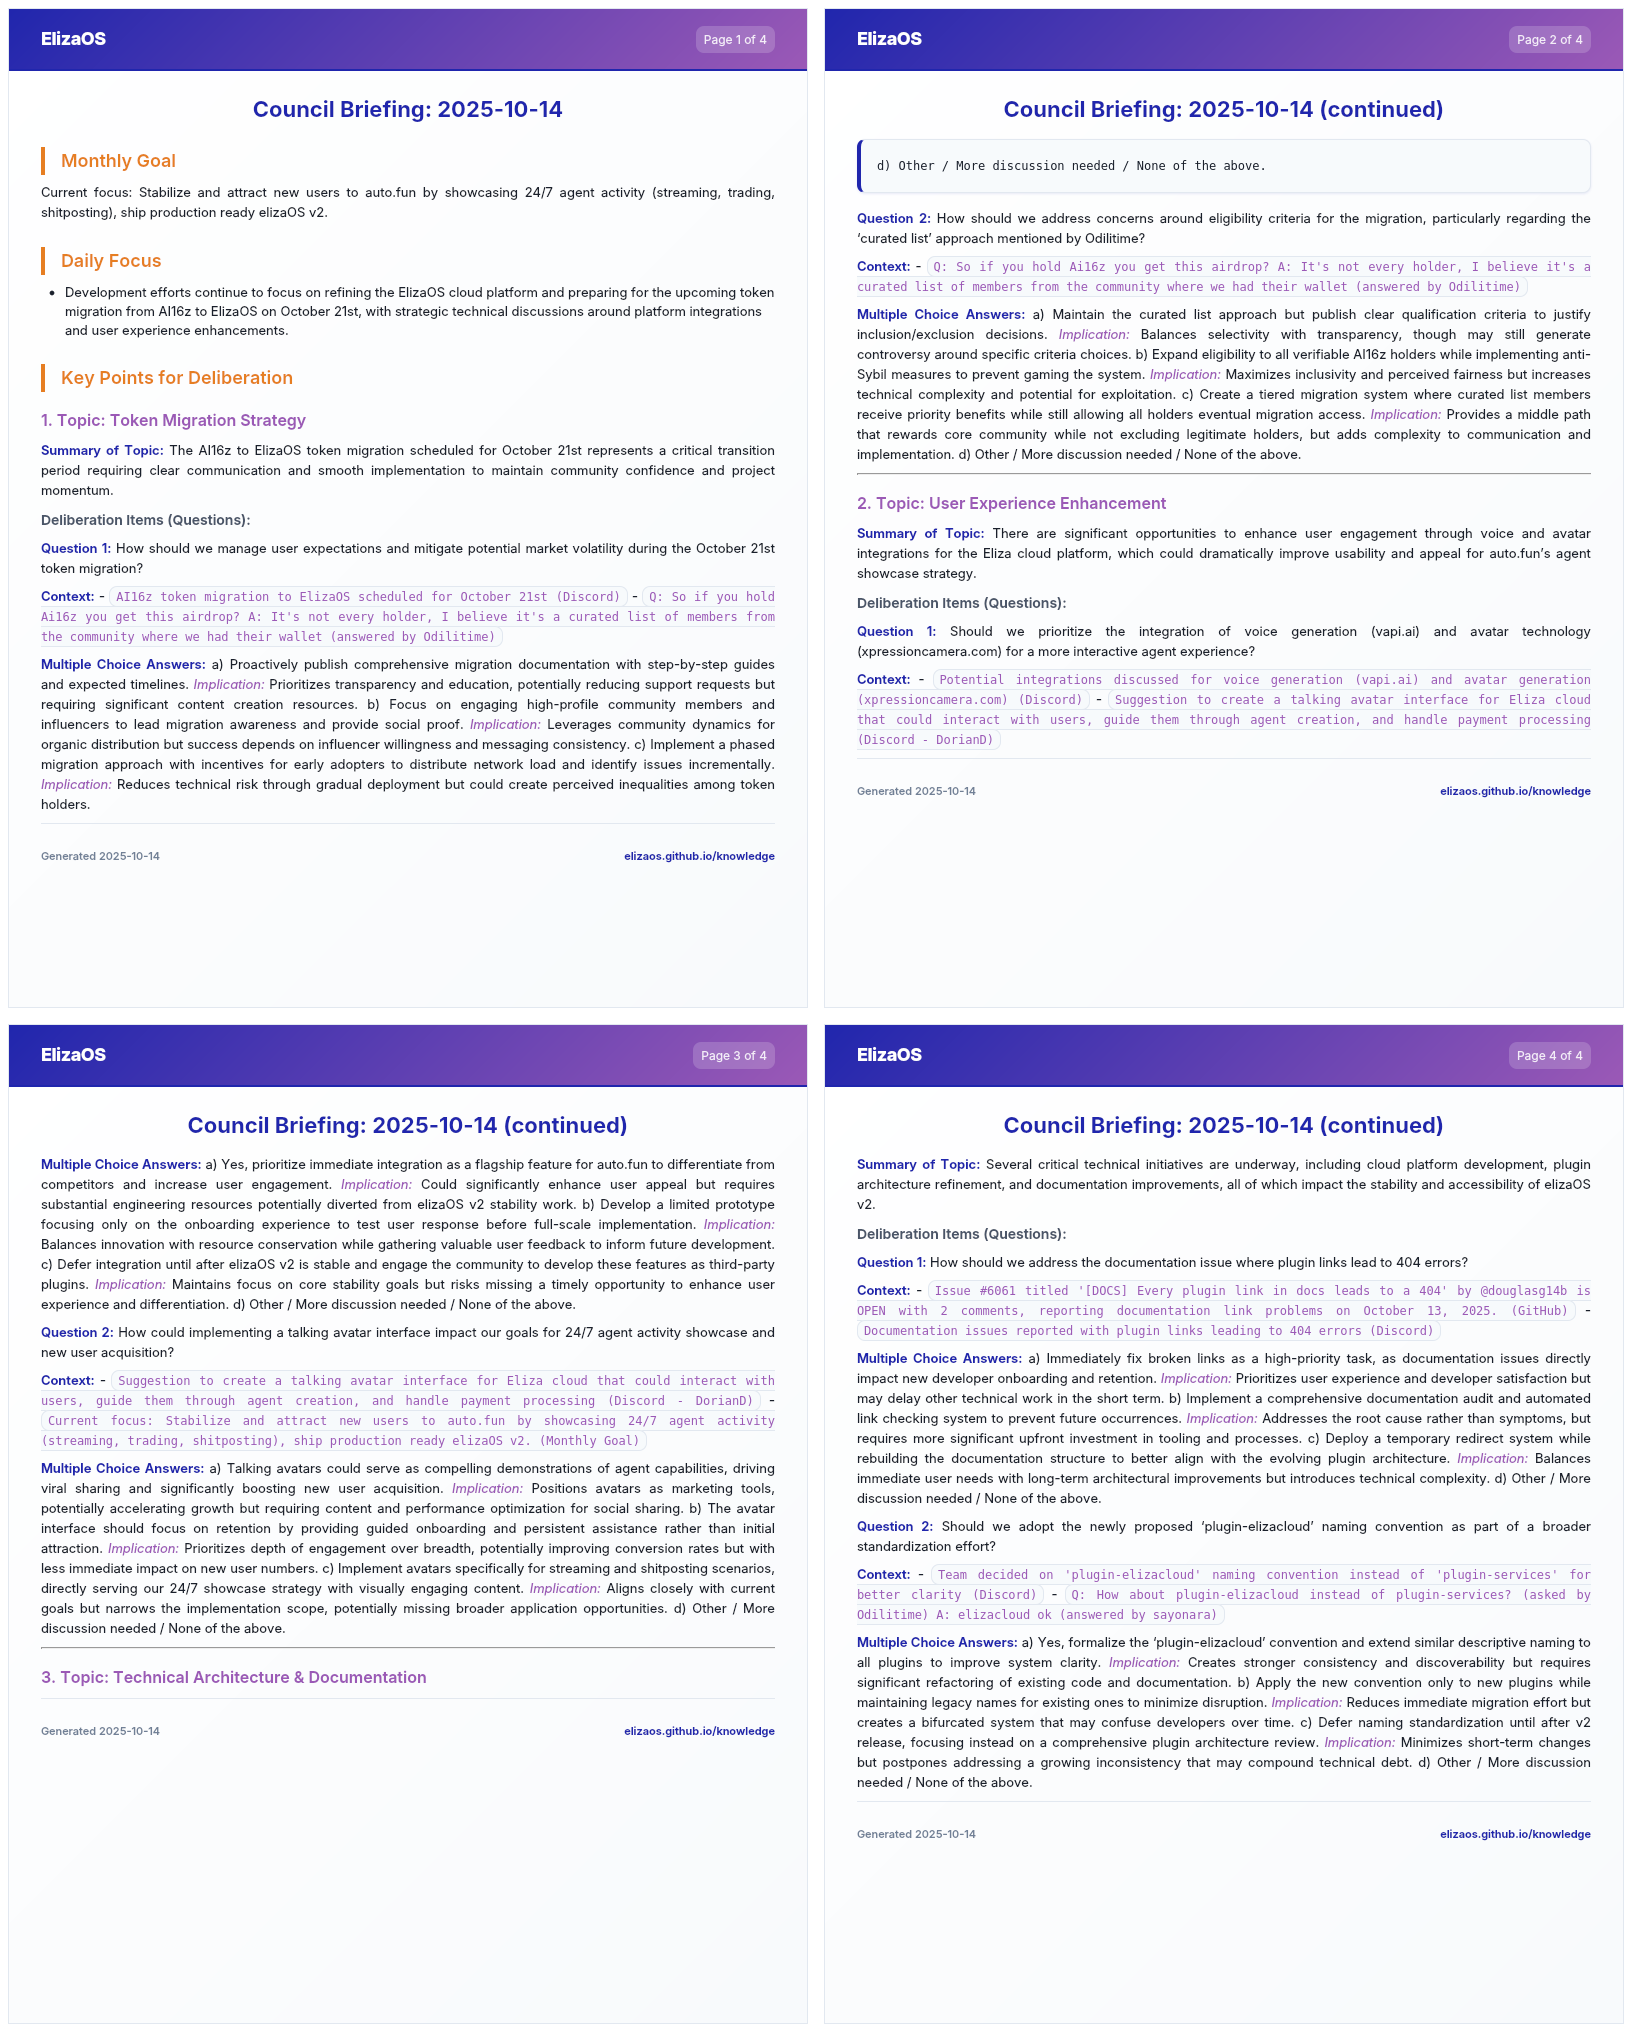 ElizaOS
Page 1 of 4
Council Briefing: 2025-10-14
Monthly Goal
Current focus: Stabilize and attract new users to auto.fun by showcasing 24/7 agent activity (streaming, trading,
shitposting), ship production ready elizaOS v2.
Daily Focus
• Development efforts continue to focus on refining the ElizaOS cloud platform and preparing for the upcoming token
migration from AI16z to ElizaOS on October 21st, with strategic technical discussions around platform integrations
and user experience enhancements.
Key Points for Deliberation
1. Topic: Token Migration Strategy
Summary of Topic: The AI16z to ElizaOS token migration scheduled for October 21st represents a critical transition
period requiring clear communication and smooth implementation to maintain community confidence and project
momentum.
Deliberation Items (Questions):
Question 1: How should we manage user expectations and mitigate potential market volatility during the October 21st
token migration?
Context: - AI16z token migration to ElizaOS scheduled for October 21st (Discord) - Q: So if you hold
Ai16z you get this airdrop? A: It's not every holder, I believe it's a curated list of members from
the community where we had their wallet (answered by Odilitime)
Multiple Choice Answers: a) Proactively publish comprehensive migration documentation with step-by-step guides
and expected timelines. Implication: Prioritizes transparency and education, potentially reducing support requests but
requiring significant content creation resources. b) Focus on engaging high-profile community members and
influencers to lead migration awareness and provide social proof. Implication: Leverages community dynamics for
organic distribution but success depends on influencer willingness and messaging consistency. c) Implement a phased
migration approach with incentives for early adopters to distribute network load and identify issues incrementally.
Implication: Reduces technical risk through gradual deployment but could create perceived inequalities among token
holders.
Generated 2025-10-14
elizaos.github.io/knowledge
ElizaOS
Page 2 of 4
Council Briefing: 2025-10-14 (continued)
d) Other / More discussion needed / None of the above.
Question 2: How should we address concerns around eligibility criteria for the migration, particularly regarding the
‘curated list’ approach mentioned by Odilitime?
Context: - Q: So if you hold Ai16z you get this airdrop? A: It's not every holder, I believe it's a
curated list of members from the community where we had their wallet (answered by Odilitime)
Multiple Choice Answers: a) Maintain the curated list approach but publish clear qualification criteria to justify
inclusion/exclusion decisions. Implication: Balances selectivity with transparency, though may still generate
controversy around specific criteria choices. b) Expand eligibility to all verifiable AI16z holders while implementing anti-
Sybil measures to prevent gaming the system. Implication: Maximizes inclusivity and perceived fairness but increases
technical complexity and potential for exploitation. c) Create a tiered migration system where curated list members
receive priority benefits while still allowing all holders eventual migration access. Implication: Provides a middle path
that rewards core community while not excluding legitimate holders, but adds complexity to communication and
implementation. d) Other / More discussion needed / None of the above.
2. Topic: User Experience Enhancement
Summary of Topic: There are significant opportunities to enhance user engagement through voice and avatar
integrations for the Eliza cloud platform, which could dramatically improve usability and appeal for auto.fun’s agent
showcase strategy.
Deliberation Items (Questions):
Question 1: Should we prioritize the integration of voice generation (vapi.ai) and avatar technology
(xpressioncamera.com) for a more interactive agent experience?
Context: - Potential integrations discussed for voice generation (vapi.ai) and avatar generation
(xpressioncamera.com) (Discord) - Suggestion to create a talking avatar interface for Eliza cloud
that could interact with users, guide them through agent creation, and handle payment processing
(Discord - DorianD)
Generated 2025-10-14
elizaos.github.io/knowledge
ElizaOS
Page 3 of 4
Council Briefing: 2025-10-14 (continued)
Multiple Choice Answers: a) Yes, prioritize immediate integration as a flagship feature for auto.fun to differentiate from
competitors and increase user engagement. Implication: Could significantly enhance user appeal but requires
substantial engineering resources potentially diverted from elizaOS v2 stability work. b) Develop a limited prototype
focusing only on the onboarding experience to test user response before full-scale implementation. Implication:
Balances innovation with resource conservation while gathering valuable user feedback to inform future development.
c) Defer integration until after elizaOS v2 is stable and engage the community to develop these features as third-party
plugins. Implication: Maintains focus on core stability goals but risks missing a timely opportunity to enhance user
experience and differentiation. d) Other / More discussion needed / None of the above.
Question 2: How could implementing a talking avatar interface impact our goals for 24/7 agent activity showcase and
new user acquisition?
Context: - Suggestion to create a talking avatar interface for Eliza cloud that could interact with
users, guide them through agent creation, and handle payment processing (Discord - DorianD) -
Current focus: Stabilize and attract new users to auto.fun by showcasing 24/7 agent activity
(streaming, trading, shitposting), ship production ready elizaOS v2. (Monthly Goal)
Multiple Choice Answers: a) Talking avatars could serve as compelling demonstrations of agent capabilities, driving
viral sharing and significantly boosting new user acquisition. Implication: Positions avatars as marketing tools,
potentially accelerating growth but requiring content and performance optimization for social sharing. b) The avatar
interface should focus on retention by providing guided onboarding and persistent assistance rather than initial
attraction. Implication: Prioritizes depth of engagement over breadth, potentially improving conversion rates but with
less immediate impact on new user numbers. c) Implement avatars specifically for streaming and shitposting scenarios,
directly serving our 24/7 showcase strategy with visually engaging content. Implication: Aligns closely with current
goals but narrows the implementation scope, potentially missing broader application opportunities. d) Other / More
discussion needed / None of the above.
3. Topic: Technical Architecture & Documentation
Generated 2025-10-14
elizaos.github.io/knowledge
ElizaOS
Page 4 of 4
Council Briefing: 2025-10-14 (continued)
Summary of Topic: Several critical technical initiatives are underway, including cloud platform development, plugin
architecture refinement, and documentation improvements, all of which impact the stability and accessibility of elizaOS
v2.
Deliberation Items (Questions):
Question 1: How should we address the documentation issue where plugin links lead to 404 errors?
Context: - Issue #6061 titled '[DOCS] Every plugin link in docs leads to a 404' by @douglasg14b is
OPEN with 2 comments, reporting documentation link problems on October 13, 2025. (GitHub) -
Documentation issues reported with plugin links leading to 404 errors (Discord)
Multiple Choice Answers: a) Immediately fix broken links as a high-priority task, as documentation issues directly
impact new developer onboarding and retention. Implication: Prioritizes user experience and developer satisfaction but
may delay other technical work in the short term. b) Implement a comprehensive documentation audit and automated
link checking system to prevent future occurrences. Implication: Addresses the root cause rather than symptoms, but
requires more significant upfront investment in tooling and processes. c) Deploy a temporary redirect system while
rebuilding the documentation structure to better align with the evolving plugin architecture. Implication: Balances
immediate user needs with long-term architectural improvements but introduces technical complexity. d) Other / More
discussion needed / None of the above.
Question 2: Should we adopt the newly proposed ‘plugin-elizacloud’ naming convention as part of a broader
standardization effort?
Context: - Team decided on 'plugin-elizacloud' naming convention instead of 'plugin-services' for
better clarity (Discord) - Q: How about plugin-elizacloud instead of plugin-services? (asked by
Odilitime) A: elizacloud ok (answered by sayonara)
Multiple Choice Answers: a) Yes, formalize the ‘plugin-elizacloud’ convention and extend similar descriptive naming to
all plugins to improve system clarity. Implication: Creates stronger consistency and discoverability but requires
significant refactoring of existing code and documentation. b) Apply the new convention only to new plugins while
maintaining legacy names for existing ones to minimize disruption. Implication: Reduces immediate migration effort but
creates a bifurcated system that may confuse developers over time. c) Defer naming standardization until after v2
release, focusing instead on a comprehensive plugin architecture review. Implication: Minimizes short-term changes
but postpones addressing a growing inconsistency that may compound technical debt. d) Other / More discussion
needed / None of the above.
Generated 2025-10-14
elizaos.github.io/knowledge